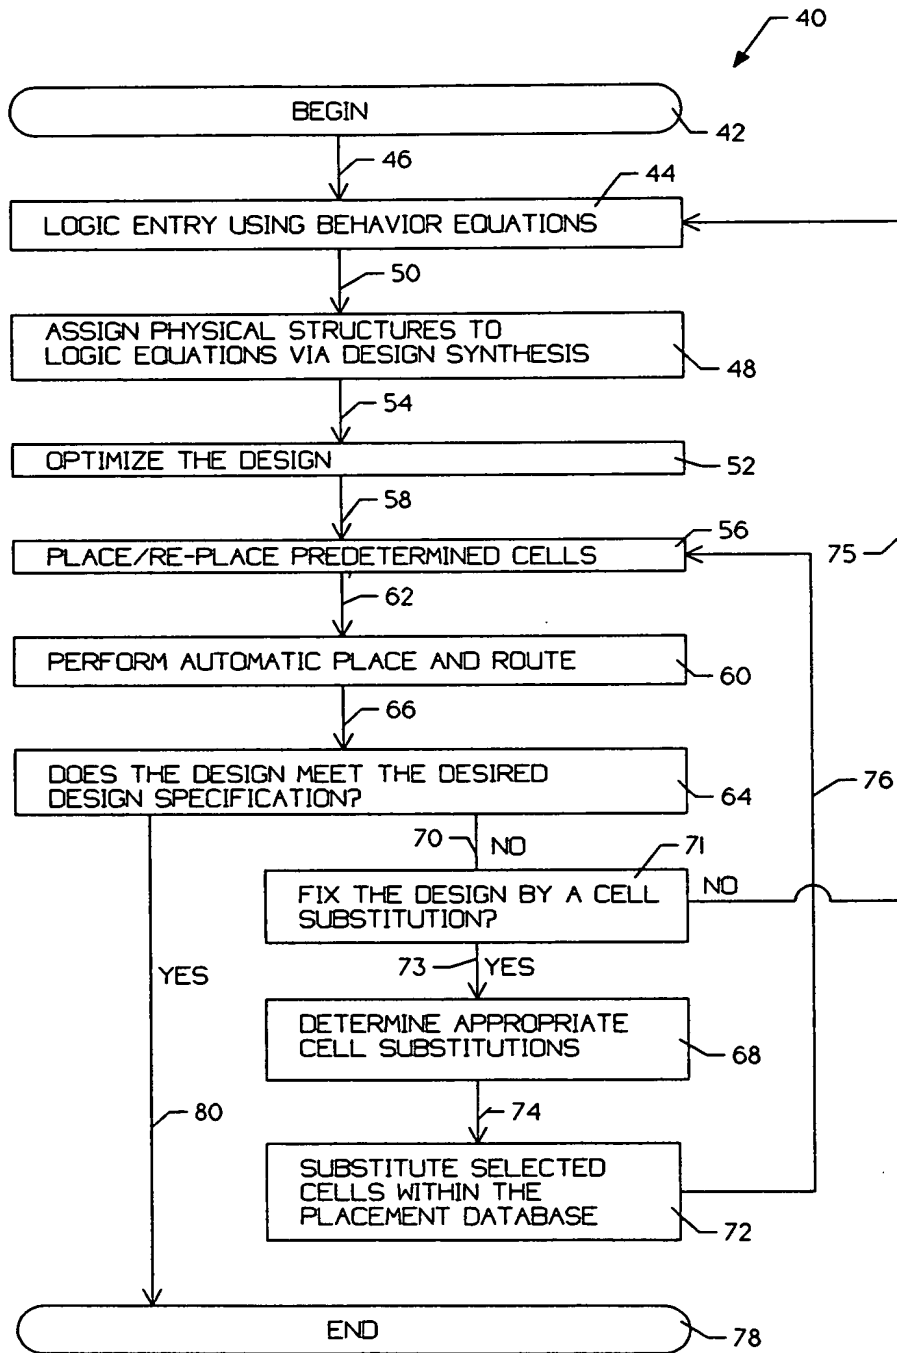 40
BEGIN
42
46
44
LOGIC ENTRY USING BEHAVIOR EQUATIONS
50
ASSIGN PHYSICAL STRUCTURES TO
LOGIC EQUATIONS VIA DESIGN SYNTHESIS
48
54
OPTIMIZE THE DESIGN
52
58
56
PLACE/RE-PLACE PREDETERMINED CELLS
75
62
PERFORM AUTOMATIC PLACE AND ROUTE
60
66
DOES THE DESIGN MEET THE DESIRED
DESIGN SPECIFICATION?
64
76
70
NO
71
FIX THE DESIGN BY A CELL
SUBSTITUTION?
NO
73
YES
YES
DETERMINE APPROPRIATE
CELL SUBSTITUTIONS
68
80
74
SUBSTITUTE SELECTED
CELLS WITHIN THE
PLACEMENT DATABASE
72
END
78